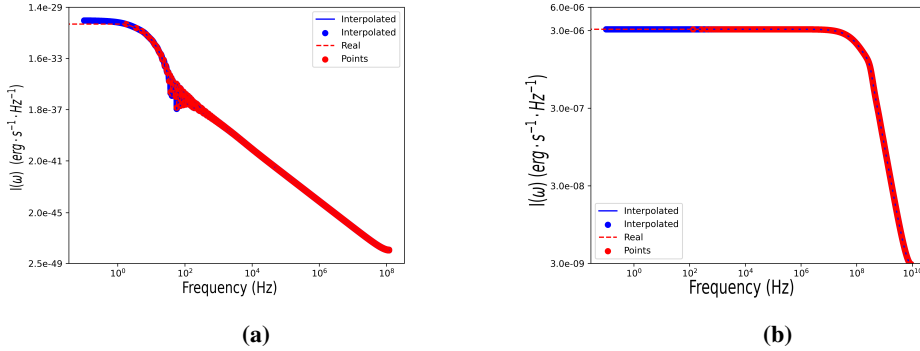 1.4e-29
1.6e-33
1.8e-37
2.0e-41
2.0e-45
2.5e-49
I(ω) (erg · s⁻¹ · Hz⁻¹)
10⁰
10²
10⁴
10⁶
10⁸
Frequency (Hz)
Interpolated
Interpolated
Real
Points
(a)
6.0e-06
3.0e-06
3.0e-07
3.0e-08
3.0e-09
I(ω) (erg · s⁻¹ · Hz⁻¹)
10⁰
10²
10⁴
10⁶
10⁸
10¹⁰
Frequency (Hz)
Interpolated
Interpolated
Real
Points
(b)